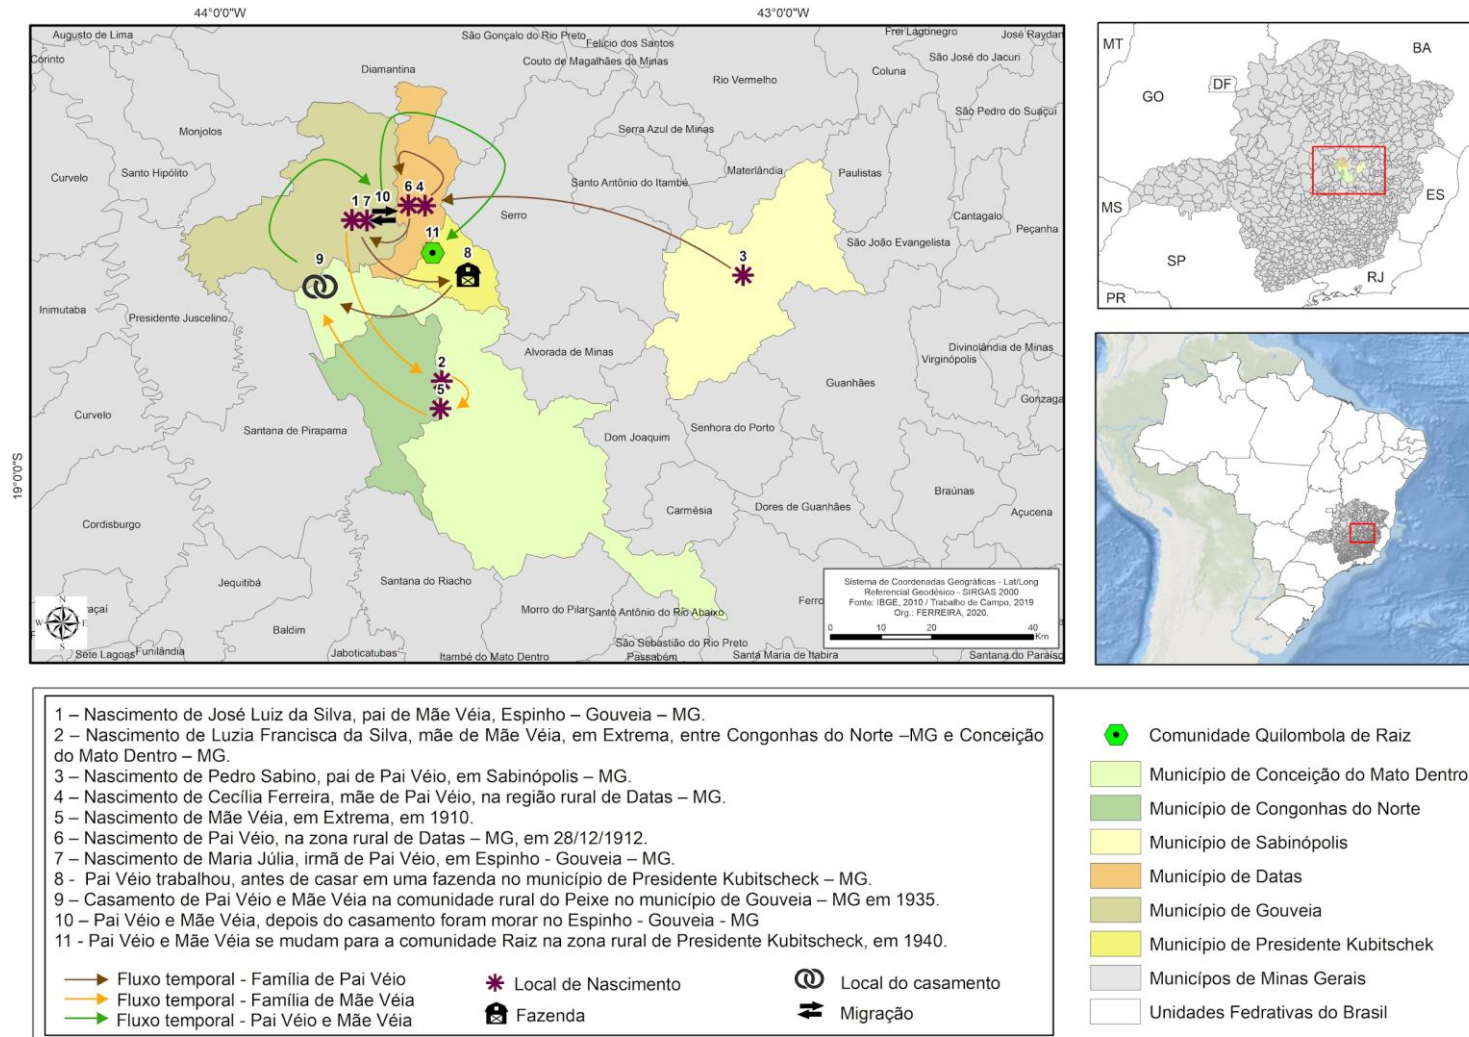 44°0'0"W
43°0'0"W
19°0'0"S
Augusto de Lima
Corinto
São Gonçalo do Rio Preto
Felício dos Santos
Couto de Magalhães de Minas
Frei Lagonegro
José Raydan
São José do Jacuri
Coluna
Diamantina
Rio Vermelho
São Pedro do Suaçuí
Monjolos
Serra Azul de Minas
Curvelo
Santo Hipólito
Materlândia
Paulistas
Santo Antônio do Itambé
Serro
Cantagalo
Peçanha
São João Evangelista
1
7
10
6
4
11
8
9
3
2
5
Inimutaba
Presidente Juscelino
Alvorada de Minas
Divinolândia de Minas
Virginópolis
Guanhães
Gonzaga
Curvelo
Santana de Pirapama
Dom Joaquim
Senhora do Porto
Cordisburgo
Carmésia
Dores de Guanhães
Braúnas
Açucena
Jequitibá
Santana do Riacho
Morro do Pilar
Santo Antônio do Rio Abaixo
Ferro
Baldim
São Sebastião do Rio Preto
Sete Lagoas
Funilândia
Jaboticatubas
Itambé do Mato Dentro
Passabém
Santa Maria de Itabira
Santana do Paraíso
N
W
E
S
Sistema de Coordenadas Geográficas - Lat/Long
Referencial Geodésico - SIRGAS 2000
Fonte: IBGE, 2010 / Trabalho de Campo, 2019
Org.: FERREIRA, 2020.
0 10 20 40
Km
MT
BA
DF
GO
MS
ES
SP
RJ
PR
1 – Nascimento de José Luiz da Silva, pai de Mãe Véia, Espinho – Gouveia – MG.
2 – Nascimento de Luzia Francisca da Silva, mãe de Mãe Véia, em Extrema, entre Congonhas do Norte –MG e Conceição
do Mato Dentro – MG.
3 – Nascimento de Pedro Sabino, pai de Pai Véio, em Sabinópolis – MG.
4 – Nascimento de Cecília Ferreira, mãe de Pai Véio, na região rural de Datas – MG.
5 – Nascimento de Mãe Véia, em Extrema, em 1910.
6 – Nascimento de Pai Véio, na zona rural de Datas – MG, em 28/12/1912.
7 – Nascimento de Maria Júlia, irmã de Pai Véio, em Espinho - Gouveia – MG.
8 - Pai Véio trabalhou, antes de casar em uma fazenda no município de Presidente Kubitscheck – MG.
9 – Casamento de Pai Véio e Mãe Véia na comunidade rural do Peixe no município de Gouveia – MG em 1935.
10 – Pai Véio e Mãe Véia, depois do casamento foram morar no Espinho - Gouveia - MG
11 - Pai Véio e Mãe Véia se mudam para a comunidade Raiz na zona rural de Presidente Kubitscheck, em 1940.
Fluxo temporal - Família de Pai Véio
Fluxo temporal - Família de Mãe Véia
Fluxo temporal - Pai Véio e Mãe Véia
Local de Nascimento
Fazenda
Local do casamento
Migração
Comunidade Quilombola de Raiz
Município de Conceição do Mato Dentro
Município de Congonhas do Norte
Município de Sabinópolis
Município de Datas
Município de Gouveia
Município de Presidente Kubitschek
Municípos de Minas Gerais
Unidades Fedrativas do Brasil